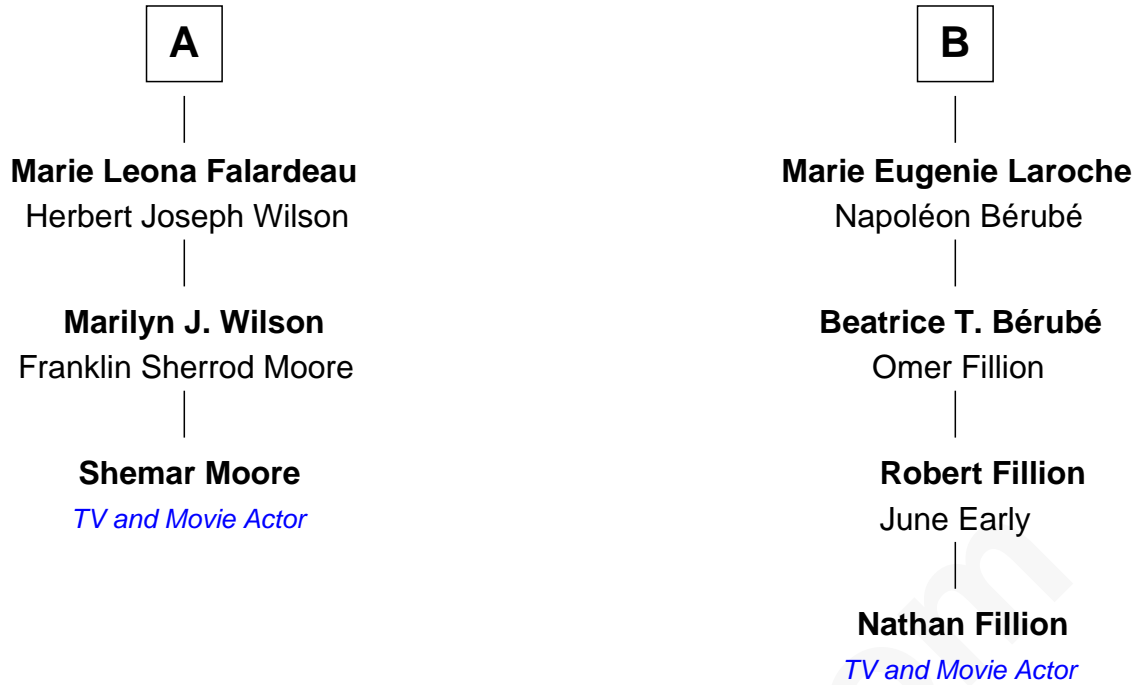 A
Marie Leona Falardeau
Herbert Joseph Wilson
Marilyn J. Wilson
Franklin Sherrod Moore
Shemar Moore
TV and Movie Actor
B
Marie Eugenie Laroche
Napoléon Bérubé
Beatrice T. Bérubé
Omer Fillion
Robert Fillion
June Early
Nathan Fillion
TV and Movie Actor